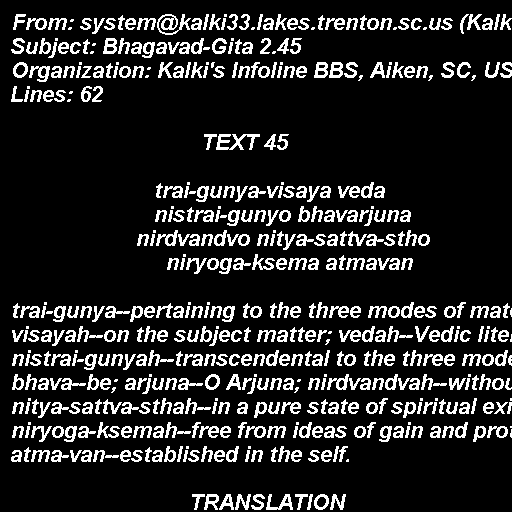 From: system@kalki33.lakes.trenton.sc.us (Kalk
Subject: Bhagavad-Gita 2.45
Organization: Kalki's Infoline BBS, Aiken, SC, US
Lines: 62
TEXT 45
trai-gunya-visaya veda
nistrai-gunyo bhavarjuna
nirdvandvo nitya-sattva-stho
niryoga-ksema atmavan
trai-gunya--pertaining to the three modes of mat
visayah--on the subject matter; vedah--Vedic lite
nistrai-gunyah--transcendental to the three mode
bhava--be; arjuna--O Arjuna; nirdvandvah--withou
nitya-sattva-sthah--in a pure state of spiritual exi
niryoga-ksemah--free from ideas of gain and prot
atma-van--established in the self.
TRANSLATION